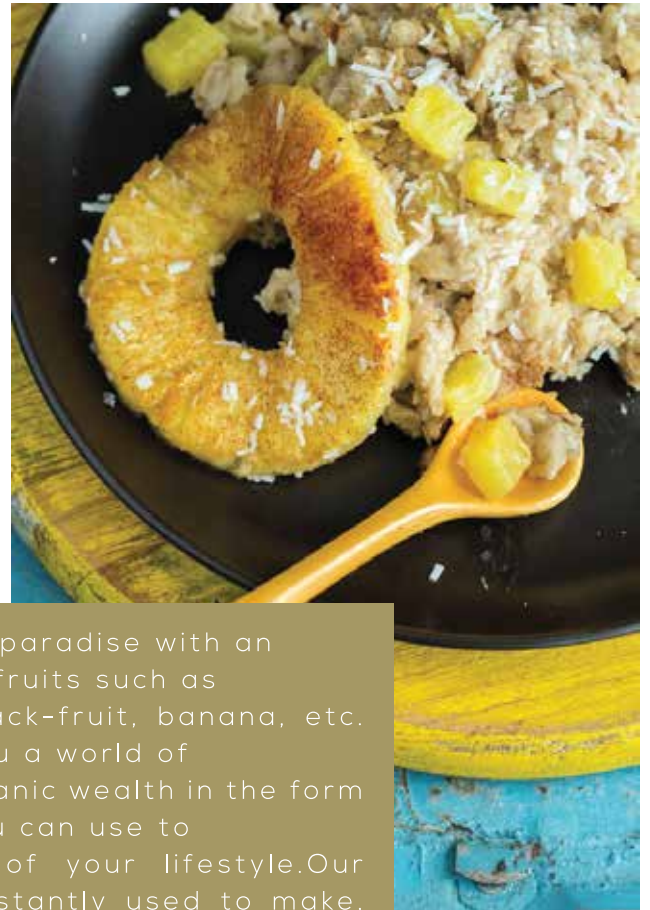 paradise with an
fruits such as
ack-fruit, banana, etc.
u a world of
anic wealth in the form
u can use to
of your lifestyle.Our
stantly used to make,